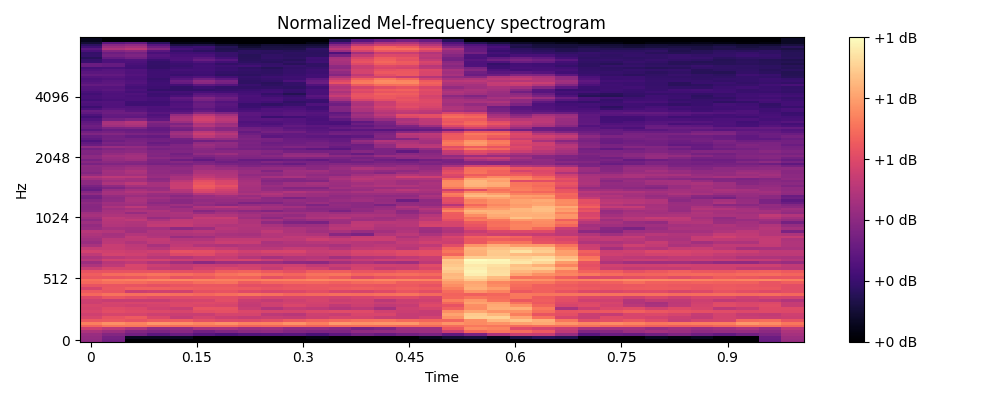 Normalized Mel-frequency spectrogram
Hz
4096
2048
1024
512
0
0 0.15 0.3 0.45 0.6 0.75 0.9
Time
+1 dB
+1 dB
+1 dB
+0 dB
+0 dB
+0 dB